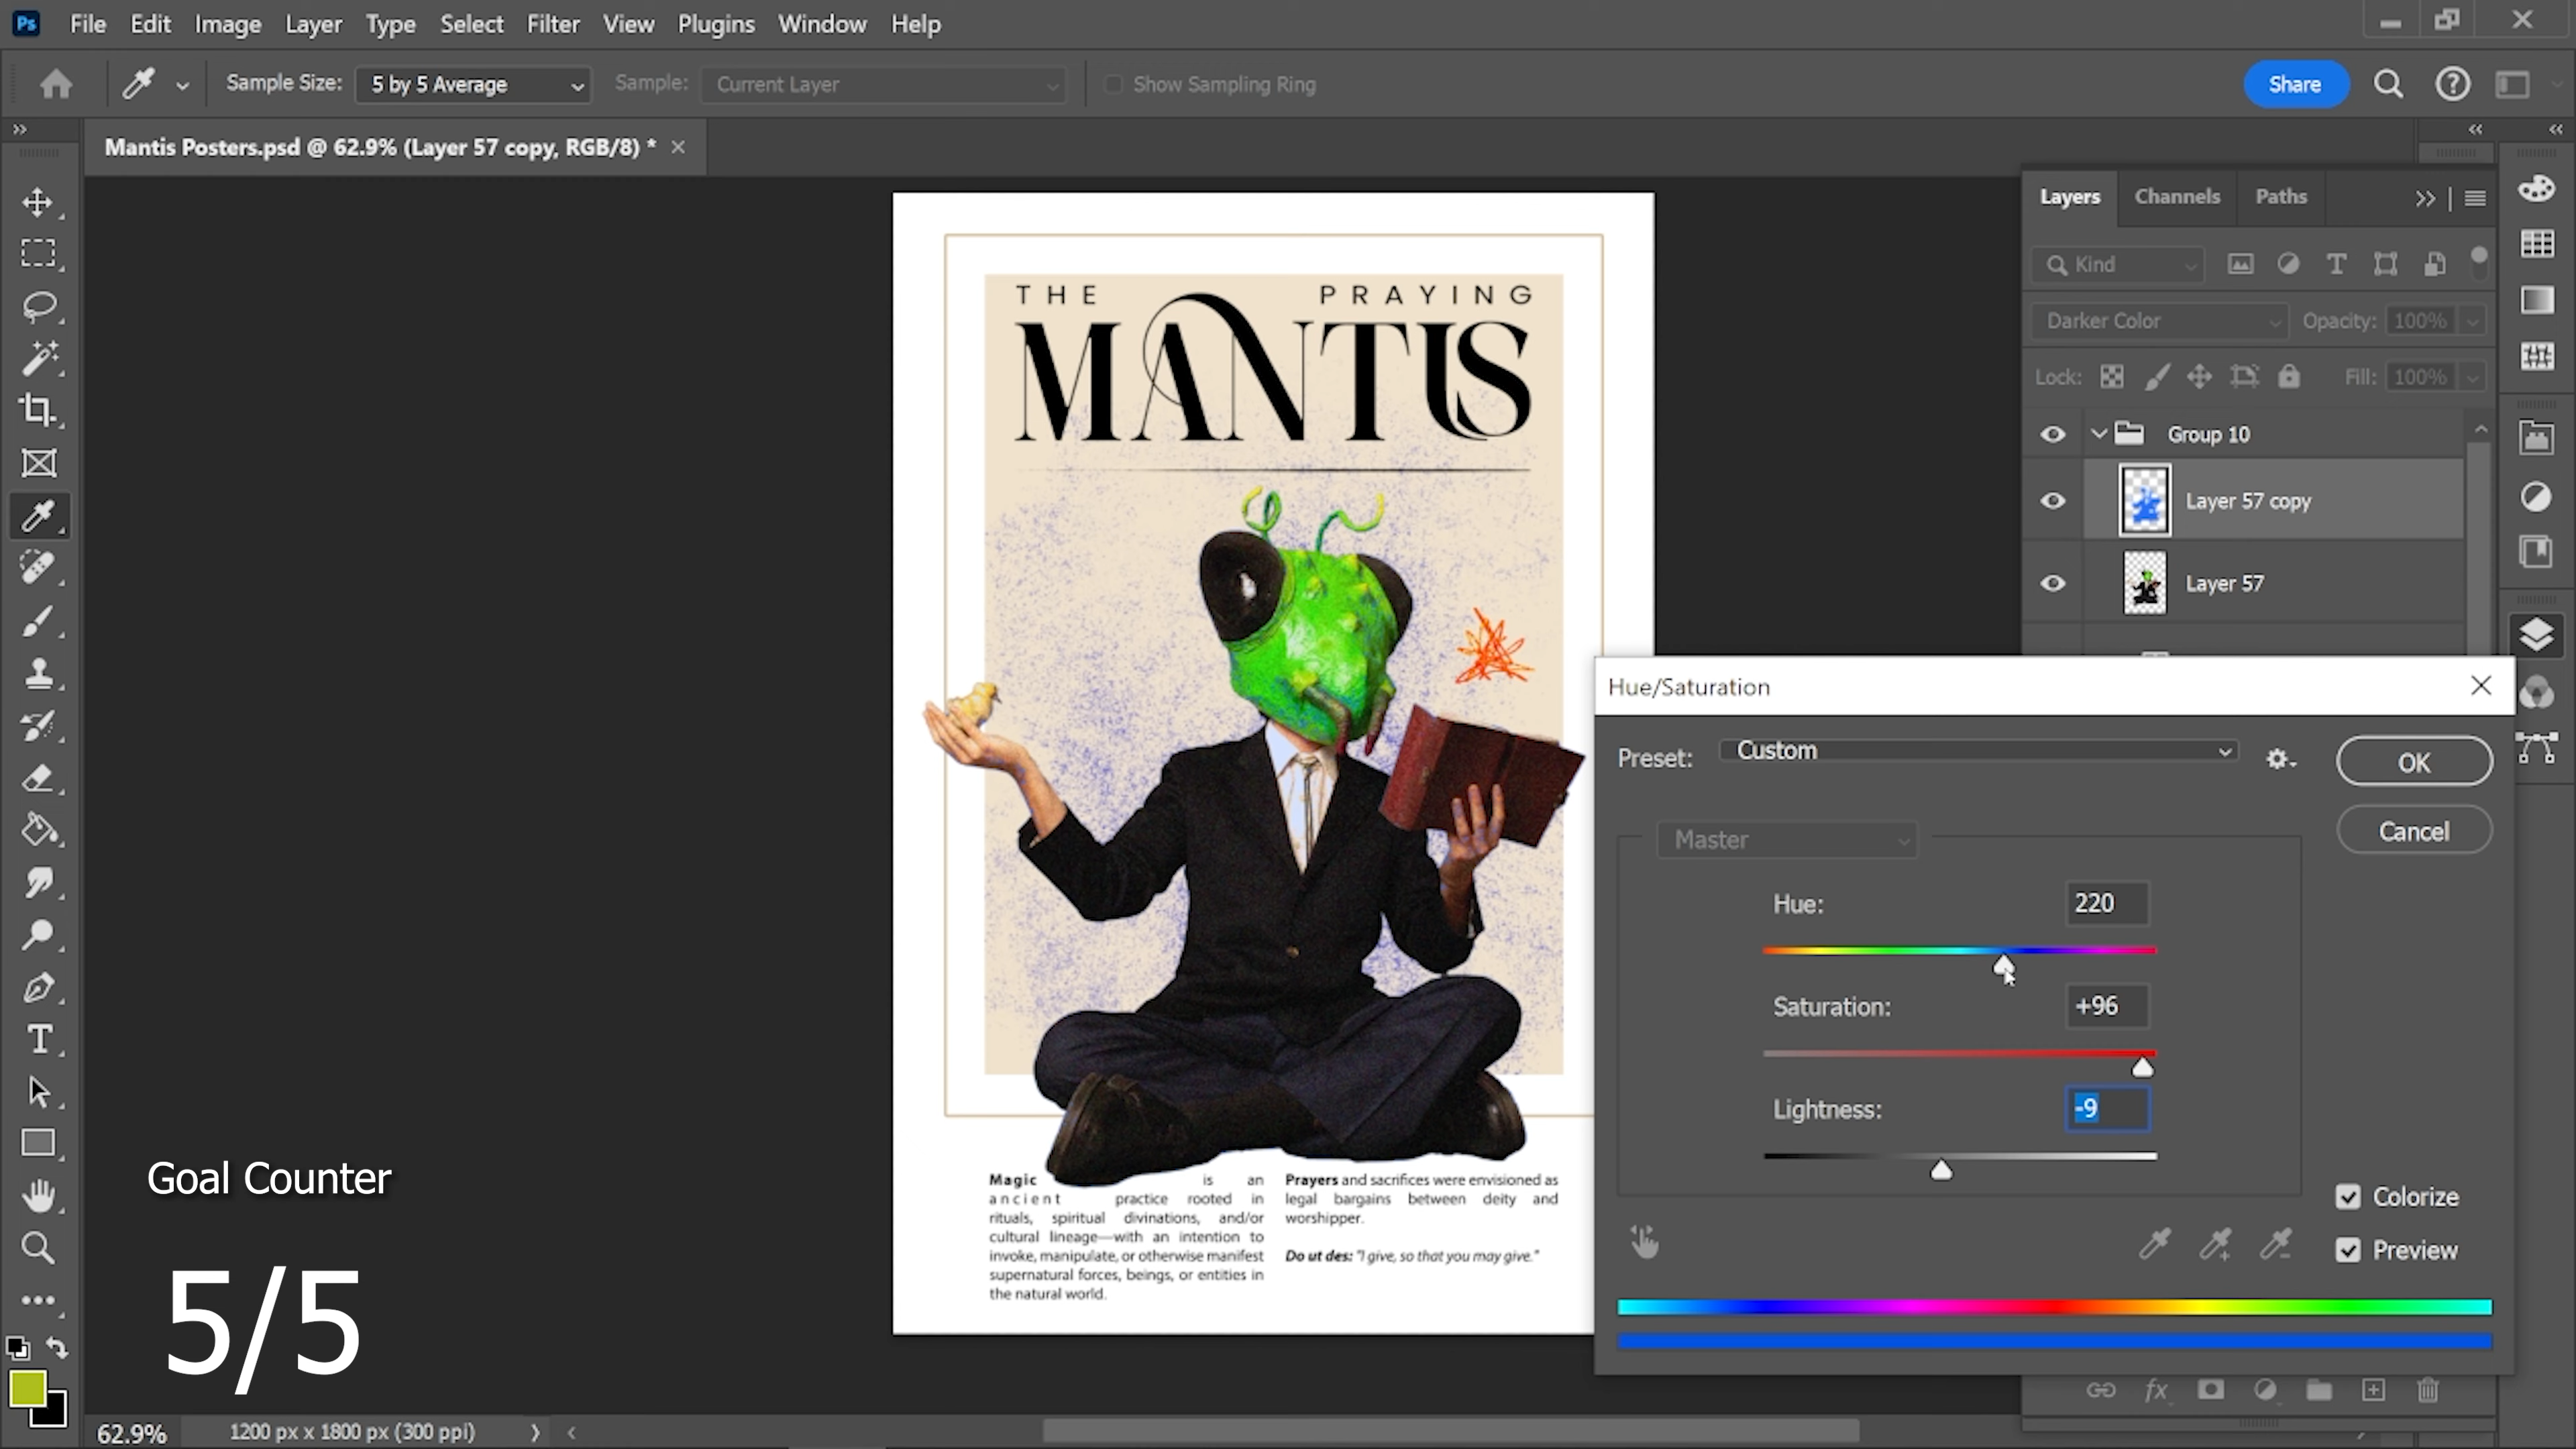 Ps File Edit Image Layer Type Select Filter View Plugins Window Help
Sample Size: 5 by 5 Average Sample: Current Layer Show Sampling Ring Share
Mantis Posters.psd @ 62.9% (Layer 57 copy, RGB/8) *
THE PRAYING
MANTIS
Magic is an
ancient practice rooted in
rituals, spiritual divinations, and/or
cultural lineage—with an intention to
invoke, manipulate, or otherwise manifest
supernatural forces, beings, or entities in
the natural world.
Prayers and sacrifices were envisioned as
legal bargains between deity and
worshipper.
Do ut des: "I give, so that you may give."
Layers Channels Paths
Kind
Darker Color Opacity: 100%
Lock: Fill: 100%
Group 10
Layer 57 copy
Layer 57
Hue/Saturation
Preset: Custom OK
Cancel
Master
Hue: 220
Saturation: +96
Lightness: -9
Colorize
Preview
fx
Goal Counter
5/5
62.9% 1200 px x 1800 px (300 ppi)